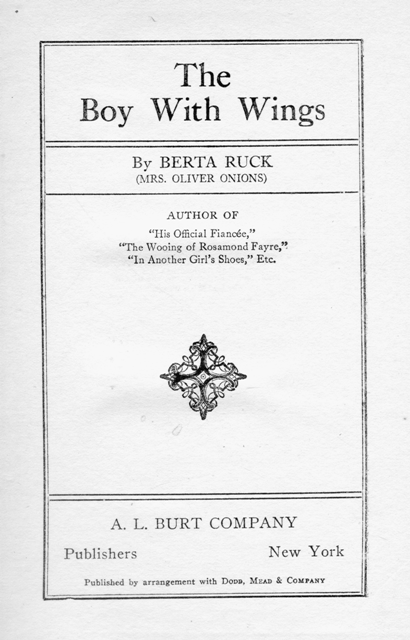 The
Boy With Wings
By BERTA RUCK
(MRS. OLIVER ONIONS)
AUTHOR OF
"His Official Fiancée,"
"The Wooing of Rosamond Fayre,"
"In Another Girl's Shoes," Etc.
A. L. BURT COMPANY
Publishers New York
Published by arrangement with DODD, MEAD & COMPANY